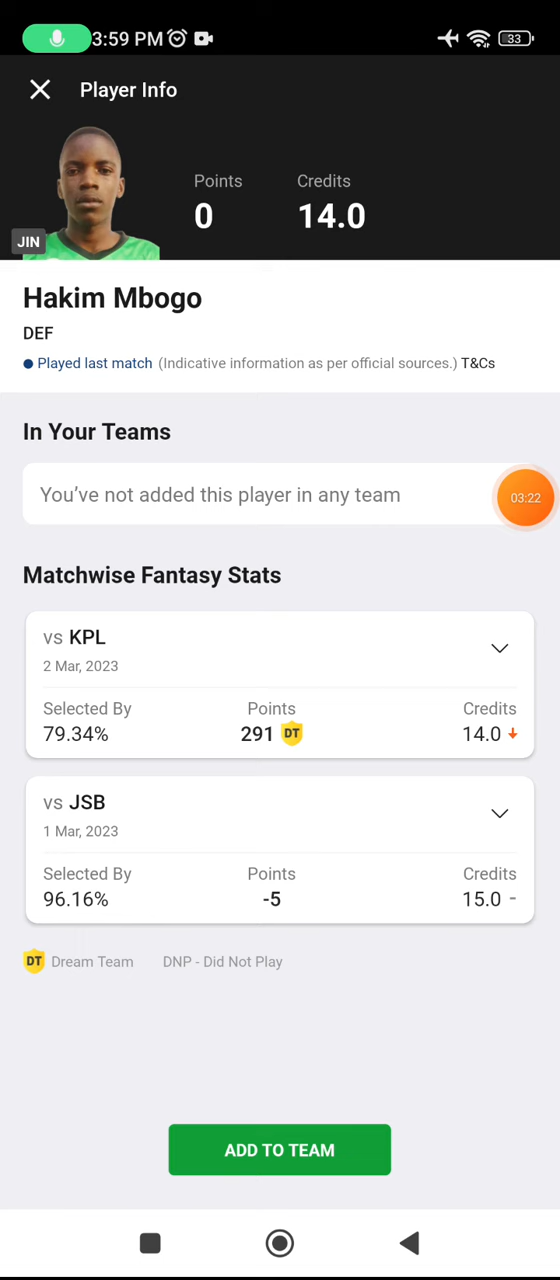 3:59 PM
33
Player Info
Points
Credits
0
14.0
JIN
Hakim Mbogo
DEF
Played last match (Indicative information as per official sources.) T&Cs
In Your Teams
You’ve not added this player in any team
03:22
Matchwise Fantasy Stats
vs KPL
2 Mar, 2023
Selected By Points Credits
79.34% 291 DT 14.0
vs JSB
1 Mar, 2023
Selected By Points Credits
96.16% -5 15.0 -
DT Dream Team DNP - Did Not Play
ADD TO TEAM